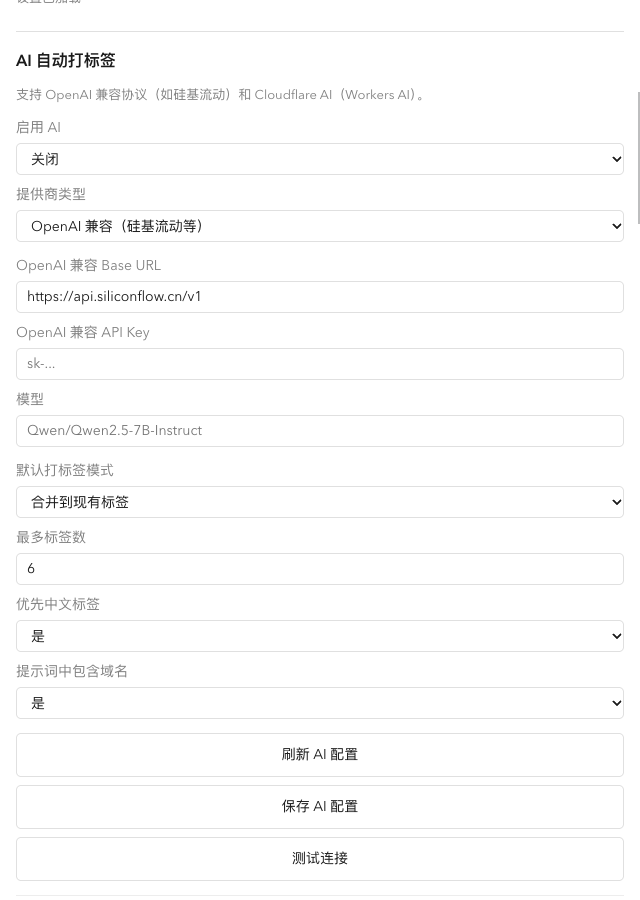 AI 自动打标签
支持 OpenAI 兼容协议（如硅基流动）和 Cloudflare AI（Workers AI）。
启用 AI
关闭
提供商类型
OpenAI 兼容（硅基流动等）
OpenAI 兼容 Base URL
https://api.siliconflow.cn/v1
OpenAI 兼容 API Key
sk-...
模型
Qwen/Qwen2.5-7B-Instruct
默认打标签模式
合并到现有标签
最多标签数
6
优先中文标签
是
提示词中包含域名
是
刷新 AI 配置
保存 AI 配置
测试连接